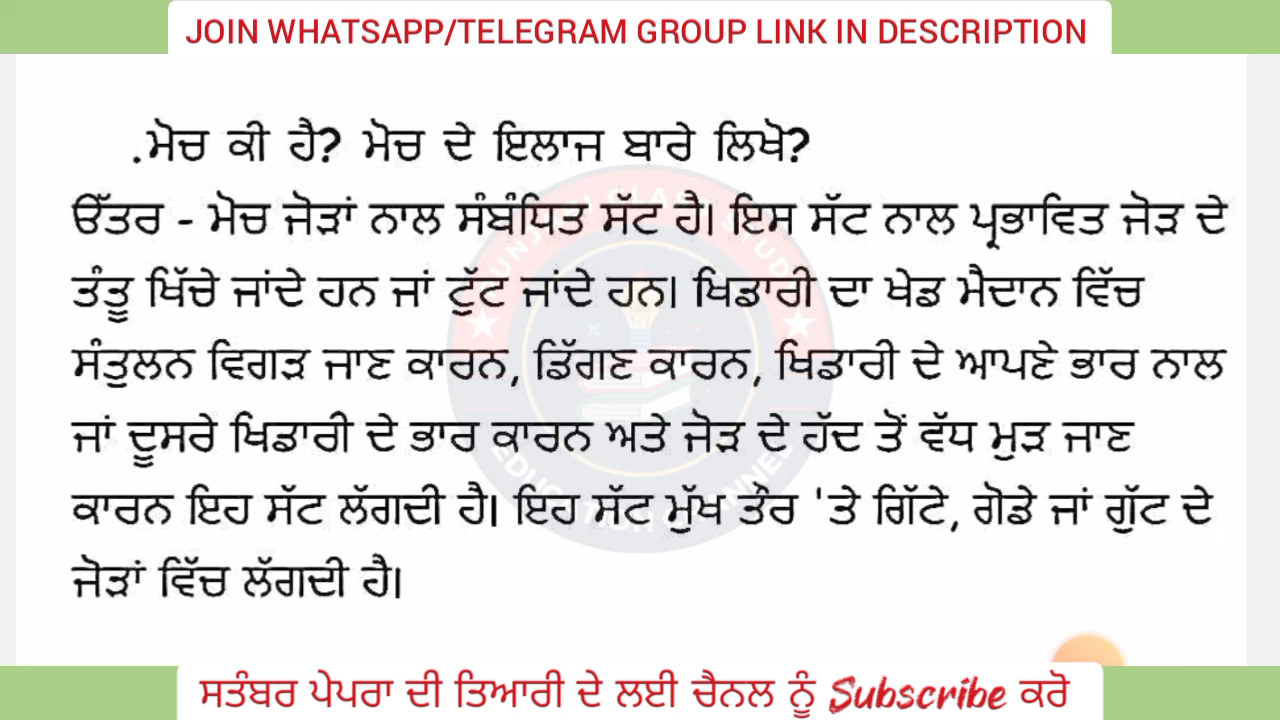 JOIN WHATSAPP/TELEGRAM GROUP LINK IN DESCRIPTION
.ਮੋਚ ਕੀ ਹੈ? ਮੋਚ ਦੇ ਇਲਾਜ ਬਾਰੇ ਲਿਖੋ?
ਉੱਤਰ - ਮੋਚ ਜੋੜਾਂ ਨਾਲ ਸੰਬੰਧਿਤ ਸੱਟ ਹੈ। ਇਸ ਸੱਟ ਨਾਲ ਪ੍ਰਭਾਵਿਤ ਜੋੜ ਦੇ
ਤੰਤੂ ਖਿੱਚੇ ਜਾਂਦੇ ਹਨ ਜਾਂ ਟੁੱਟ ਜਾਂਦੇ ਹਨ। ਖਿਡਾਰੀ ਦਾ ਖੇਡ ਮੈਦਾਨ ਵਿੱਚ
ਸੰਤੁਲਨ ਵਿਗੜ ਜਾਣ ਕਾਰਨ, ਡਿੱਗਣ ਕਾਰਨ, ਖਿਡਾਰੀ ਦੇ ਆਪਣੇ ਭਾਰ ਨਾਲ
ਜਾਂ ਦੂਸਰੇ ਖਿਡਾਰੀ ਦੇ ਭਾਰ ਕਾਰਨ ਅਤੇ ਜੋੜ ਦੇ ਹੱਦ ਤੋਂ ਵੱਧ ਮੁੜ ਜਾਣ
ਕਾਰਨ ਇਹ ਸੱਟ ਲੱਗਦੀ ਹੈ। ਇਹ ਸੱਟ ਮੁੱਖ ਤੌਰ 'ਤੇ ਗਿੱਟੇ, ਗੋਡੇ ਜਾਂ ਗੁੱਟ ਦੇ
ਜੋੜਾਂ ਵਿੱਚ ਲੱਗਦੀ ਹੈ।
ਸਤੰਬਰ ਪੇਪਰਾ ਦੀ ਤਿਆਰੀ ਦੇ ਲਈ ਚੈਨਲ ਨੂੰ Subscribe ਕਰੋ